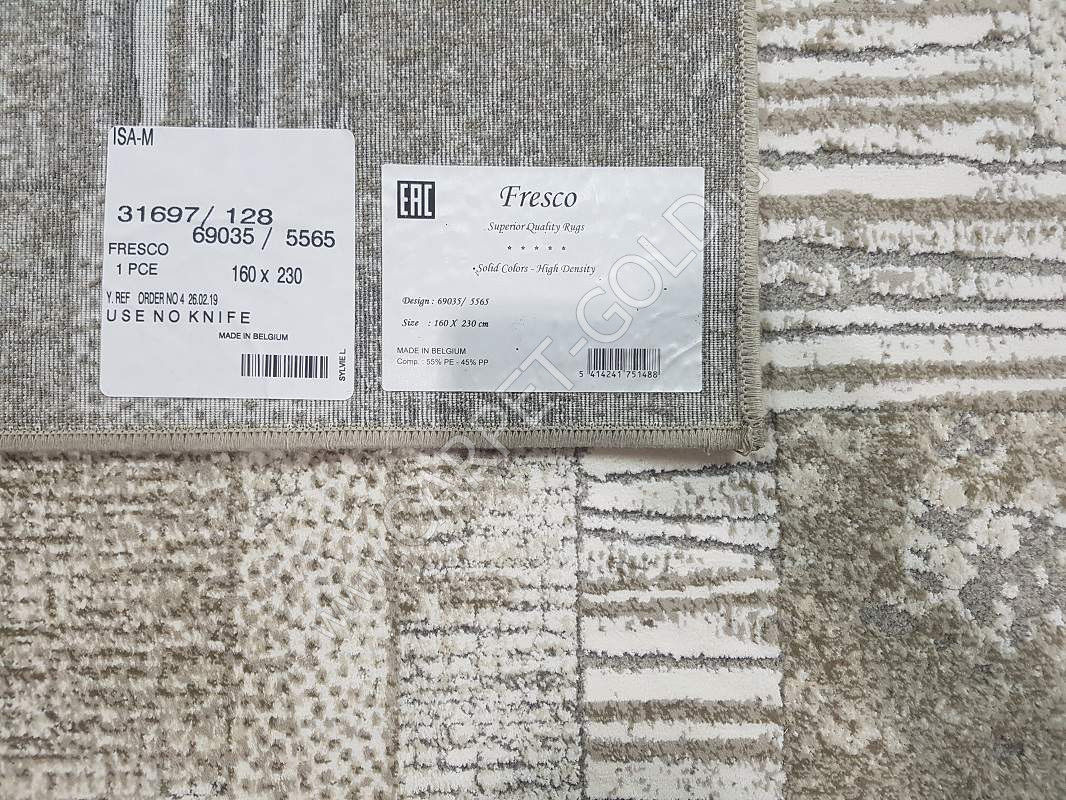 ISA-M
31697/ 128
69035 / 5565
FRESCO
1 PCE 160 x 230
Y. REF ORDER NO 4 26.02.19
USE NO KNIFE
MADE IN BELGIUM
SYLVIE L
EAC
Fresco
Superior Quality Rugs
* * * * *
Solid Colors - High Density
Design : 69035/ 5565
Size : 160 X 230 cm
MADE IN BELGIUM
Comp. : 55% PE - 45% PP
5 414241 751488